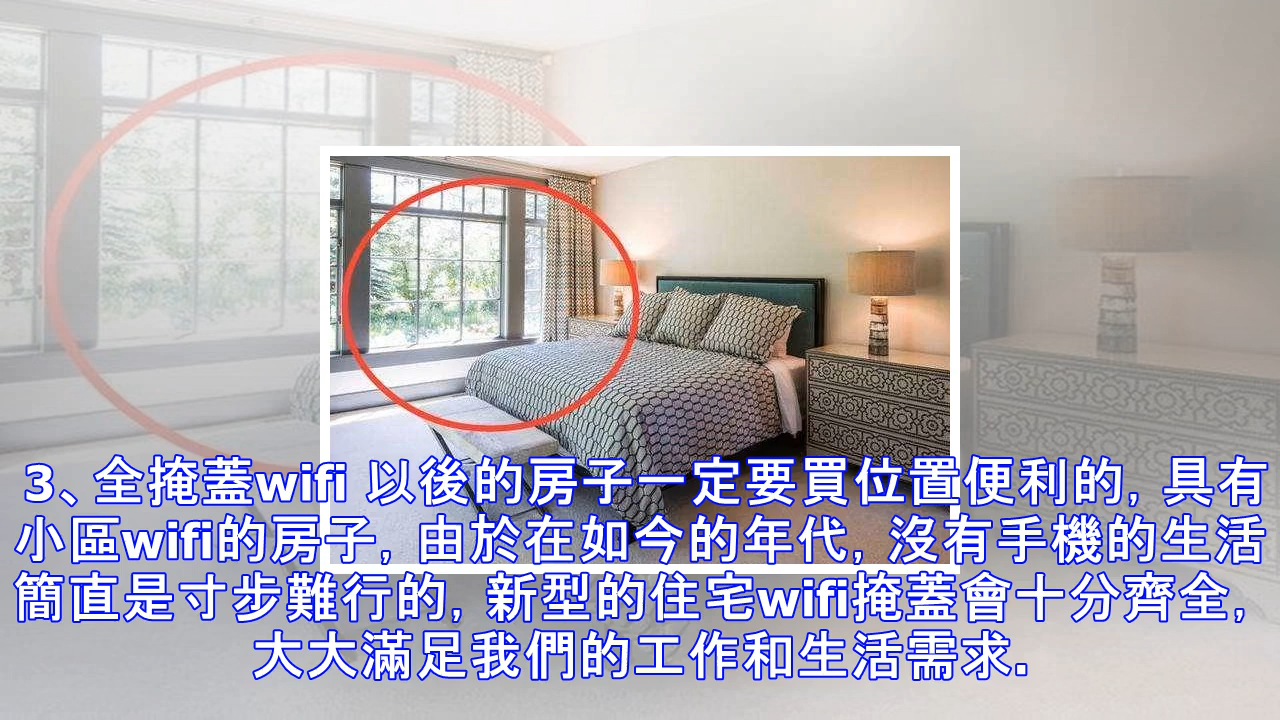 3、全掩蓋wifi 以後的房子一定要買位置便利的, 具有
小區wifi的房子, 由於在如今的年代, 沒有手機的生活
簡直是寸步難行的, 新型的住宅wifi掩蓋會十分齊全,
大大滿足我們的工作和生活需求.